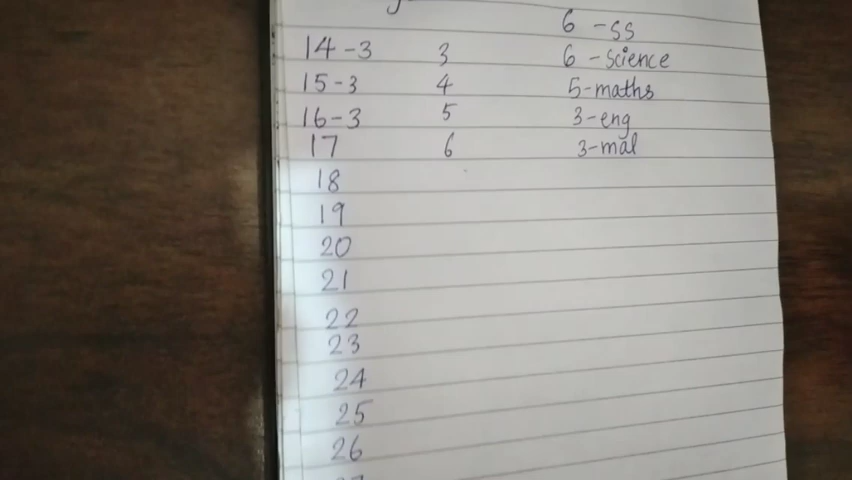 6 - SS
14 - 3 3 6 - Science
15 - 3 4 5 - maths
16 - 3 5 3 - eng
17 6 3 - mal
18
19
20
21
22
23
24
25
26